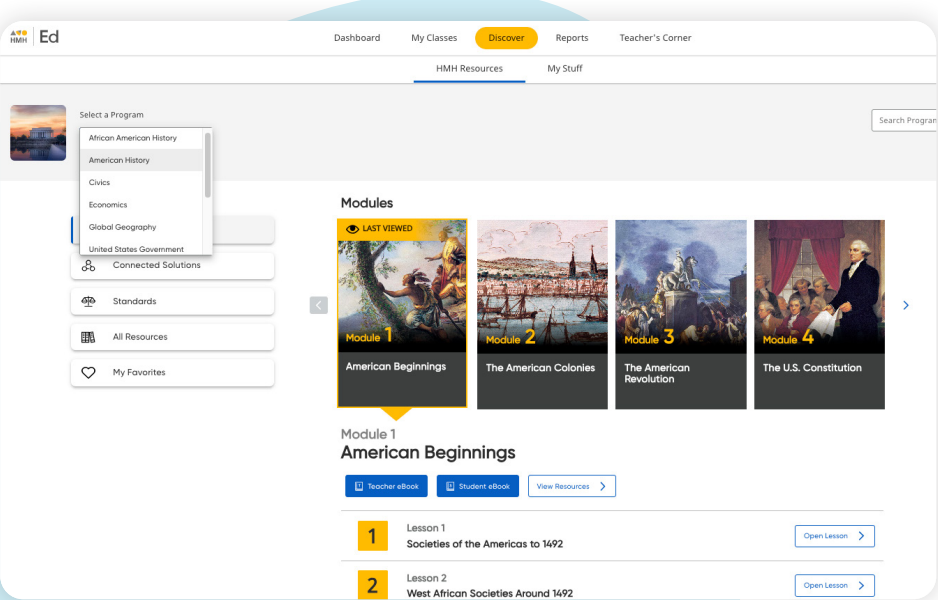 HMH Ed
Dashboard My Classes Discover Reports Teacher's Corner
HMH Resources My Stuff
Select a Program
Search Program
African American History
American History
Civics
Economics
Global Geography
United States Government
Connected Solutions
Standards
All Resources
My Favorites
Modules
LAST VIEWED
Module 1
American Beginnings
Module 2
The American Colonies
Module 3
The American
Revolution
Module 4
The U.S. Constitution
Module 1
American Beginnings
Teacher eBook Student eBook View Resources
1 Lesson 1
Societies of the Americas to 1492
Open Lesson
2 Lesson 2
West African Societies Around 1492
Open Lesson